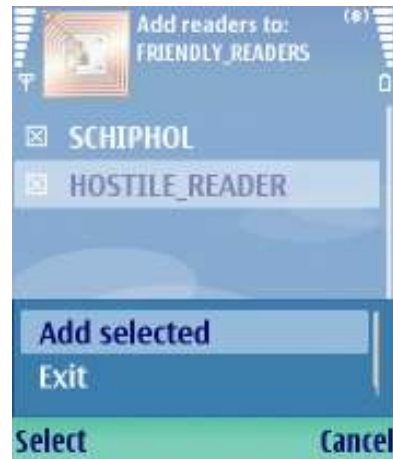 Add readers to:
FRIENDLY_READERS
SCHIPHOL
HOSTILE_READER
Add selected
Exit
Select Cancel